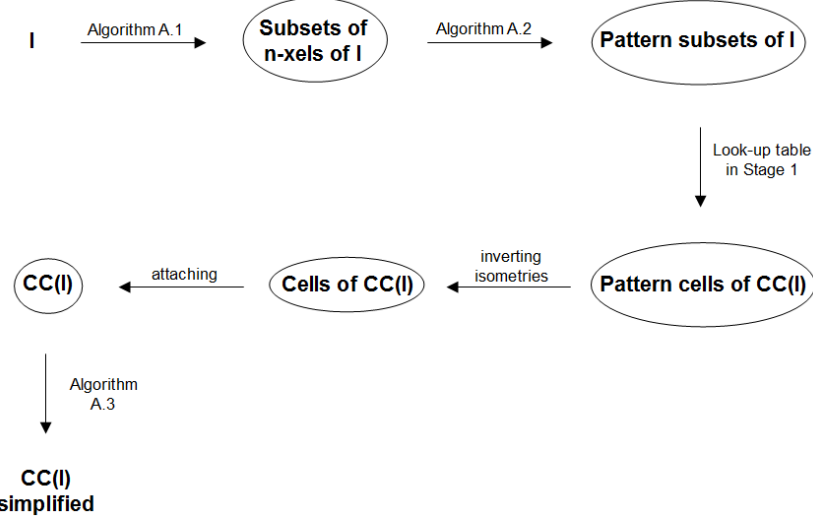 I
Algorithm A.1
Subsets of
n-xels of I
Algorithm A.2
Pattern subsets of I
Look-up table
in Stage 1
CC(I)
attaching
Cells of CC(I)
inverting
isometries
Pattern cells of CC(I)
Algorithm
A.3
CC(I)
simplified